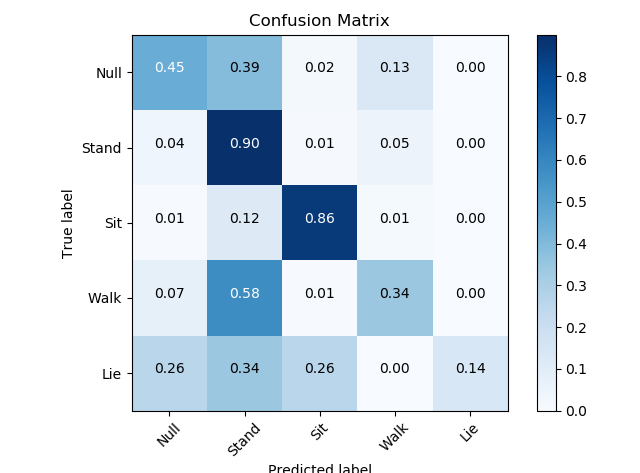 Confusion Matrix
True label
Null 0.45 0.39 0.02 0.13 0.00
Stand 0.04 0.90 0.01 0.05 0.00
Sit 0.01 0.12 0.86 0.01 0.00
Walk 0.07 0.58 0.01 0.34 0.00
Lie 0.26 0.34 0.26 0.00 0.14
Null Stand Sit Walk Lie
Predicted label
0.8
0.7
0.6
0.5
0.4
0.3
0.2
0.1
0.0